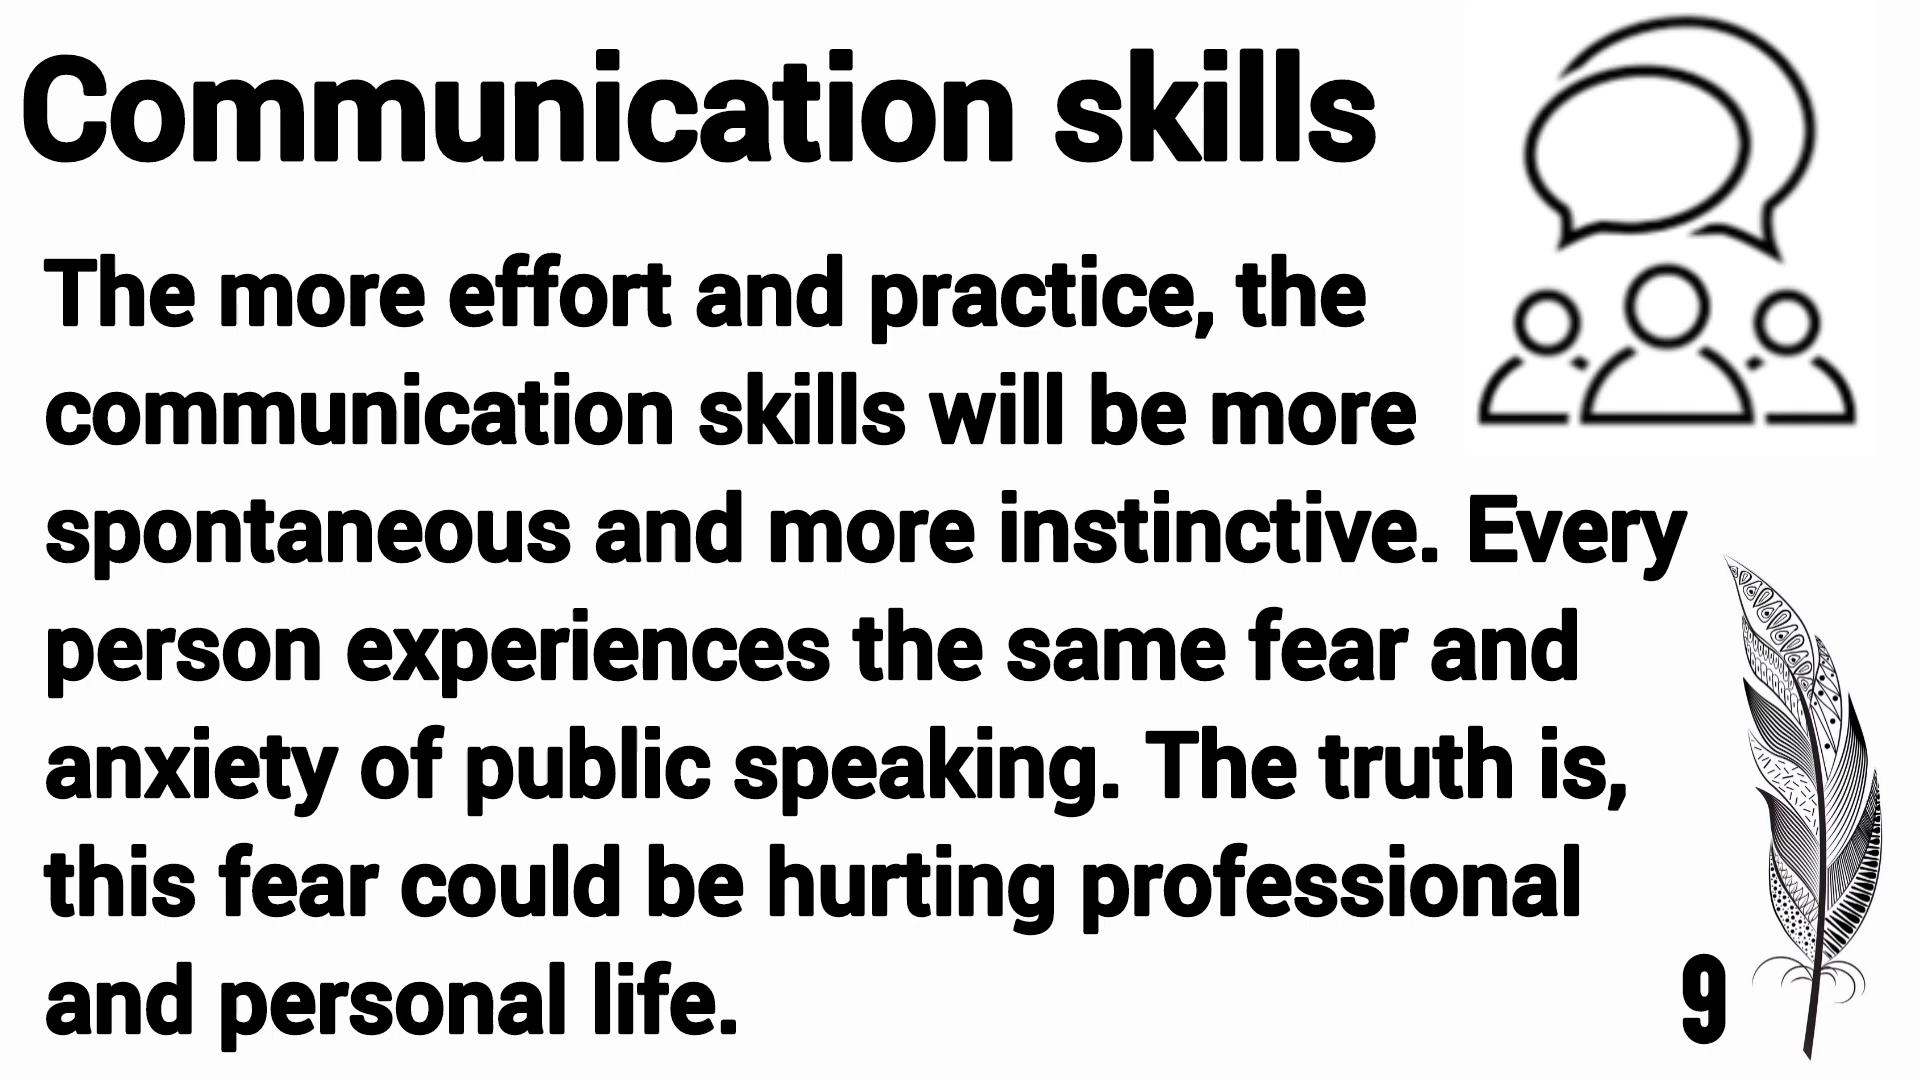 Communication skills
The more effort and practice, the
communication skills will be more
spontaneous and more instinctive. Every
person experiences the same fear and
anxiety of public speaking. The truth is,
this fear could be hurting professional
and personal life.
9